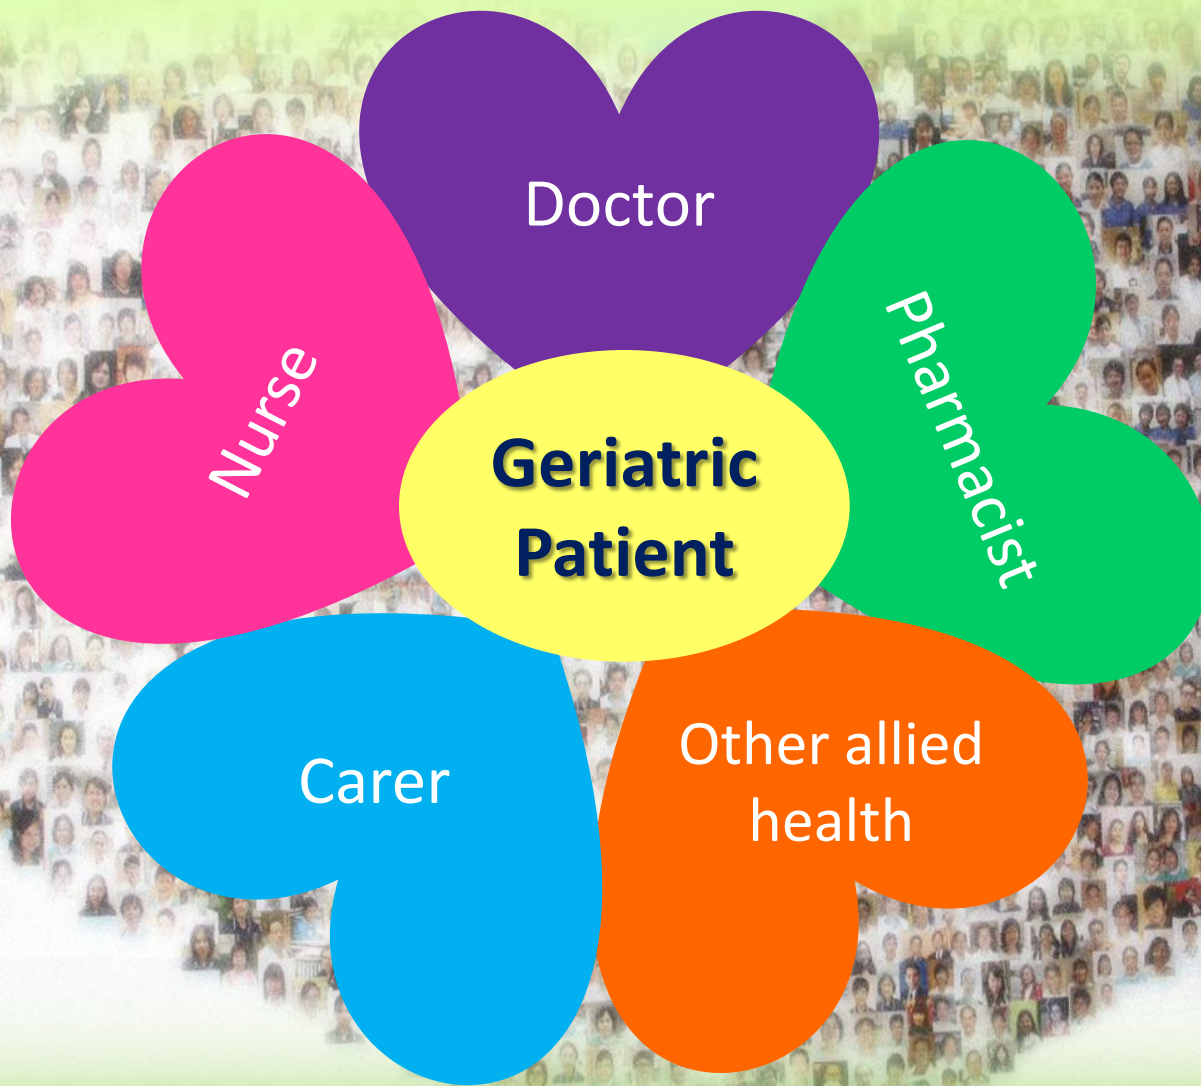 Doctor
Pharmacist
Nurse
Geriatric
Patient
Other allied
health
Carer